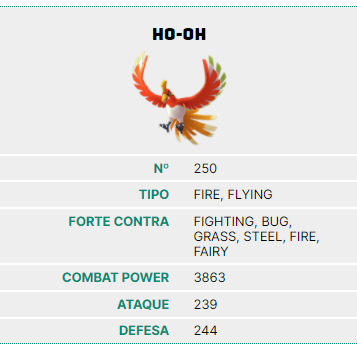 HO-OH
Nº 250
TIPO FIRE, FLYING
FORTE CONTRA FIGHTING, BUG,
GRASS, STEEL, FIRE,
FAIRY
COMBAT POWER 3863
ATAQUE 239
DEFESA 244